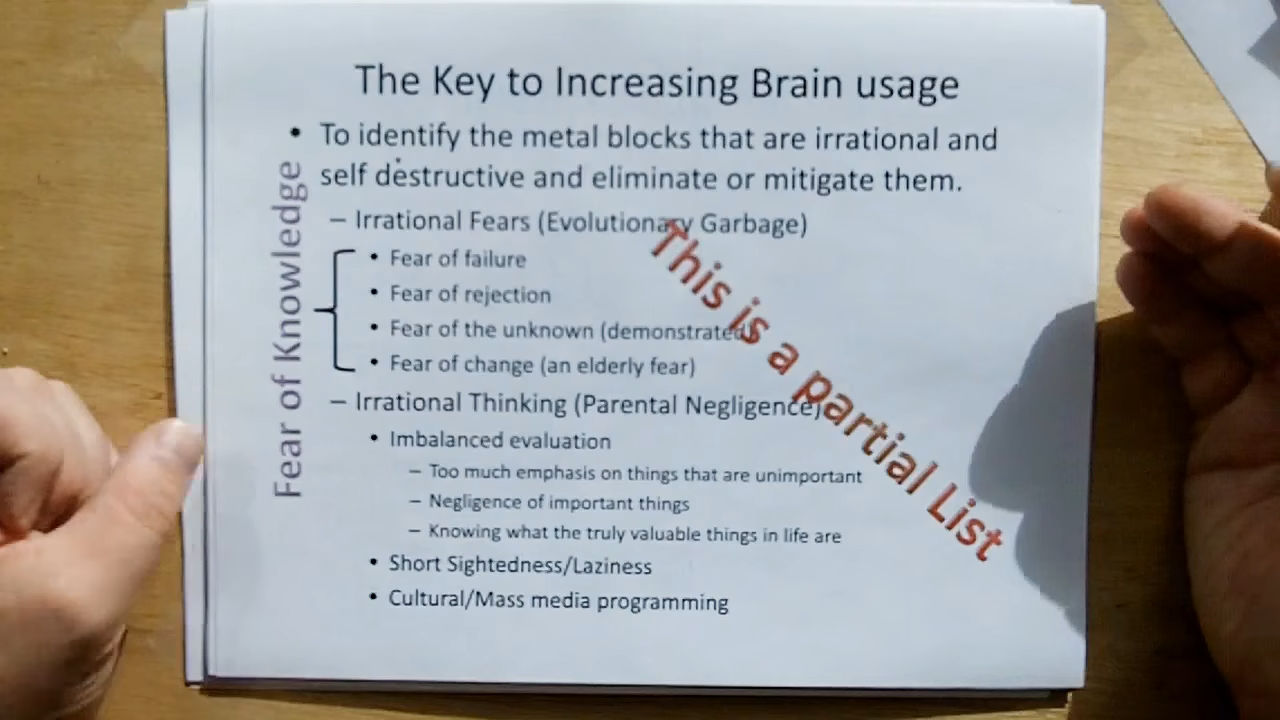 The Key to Increasing Brain usage
• To identify the metal blocks that are irrational and
self destructive and eliminate or mitigate them.
– Irrational Fears (Evolutionary Garbage)
• Fear of failure
• Fear of rejection
• Fear of the unknown (demonstrated)
• Fear of change (an elderly fear)
– Irrational Thinking (Parental Negligence)
• Imbalanced evaluation
– Too much emphasis on things that are unimportant
– Negligence of important things
– Knowing what the truly valuable things in life are
• Short Sightedness/Laziness
• Cultural/Mass media programming
Fear of Knowledge
This is a partial List